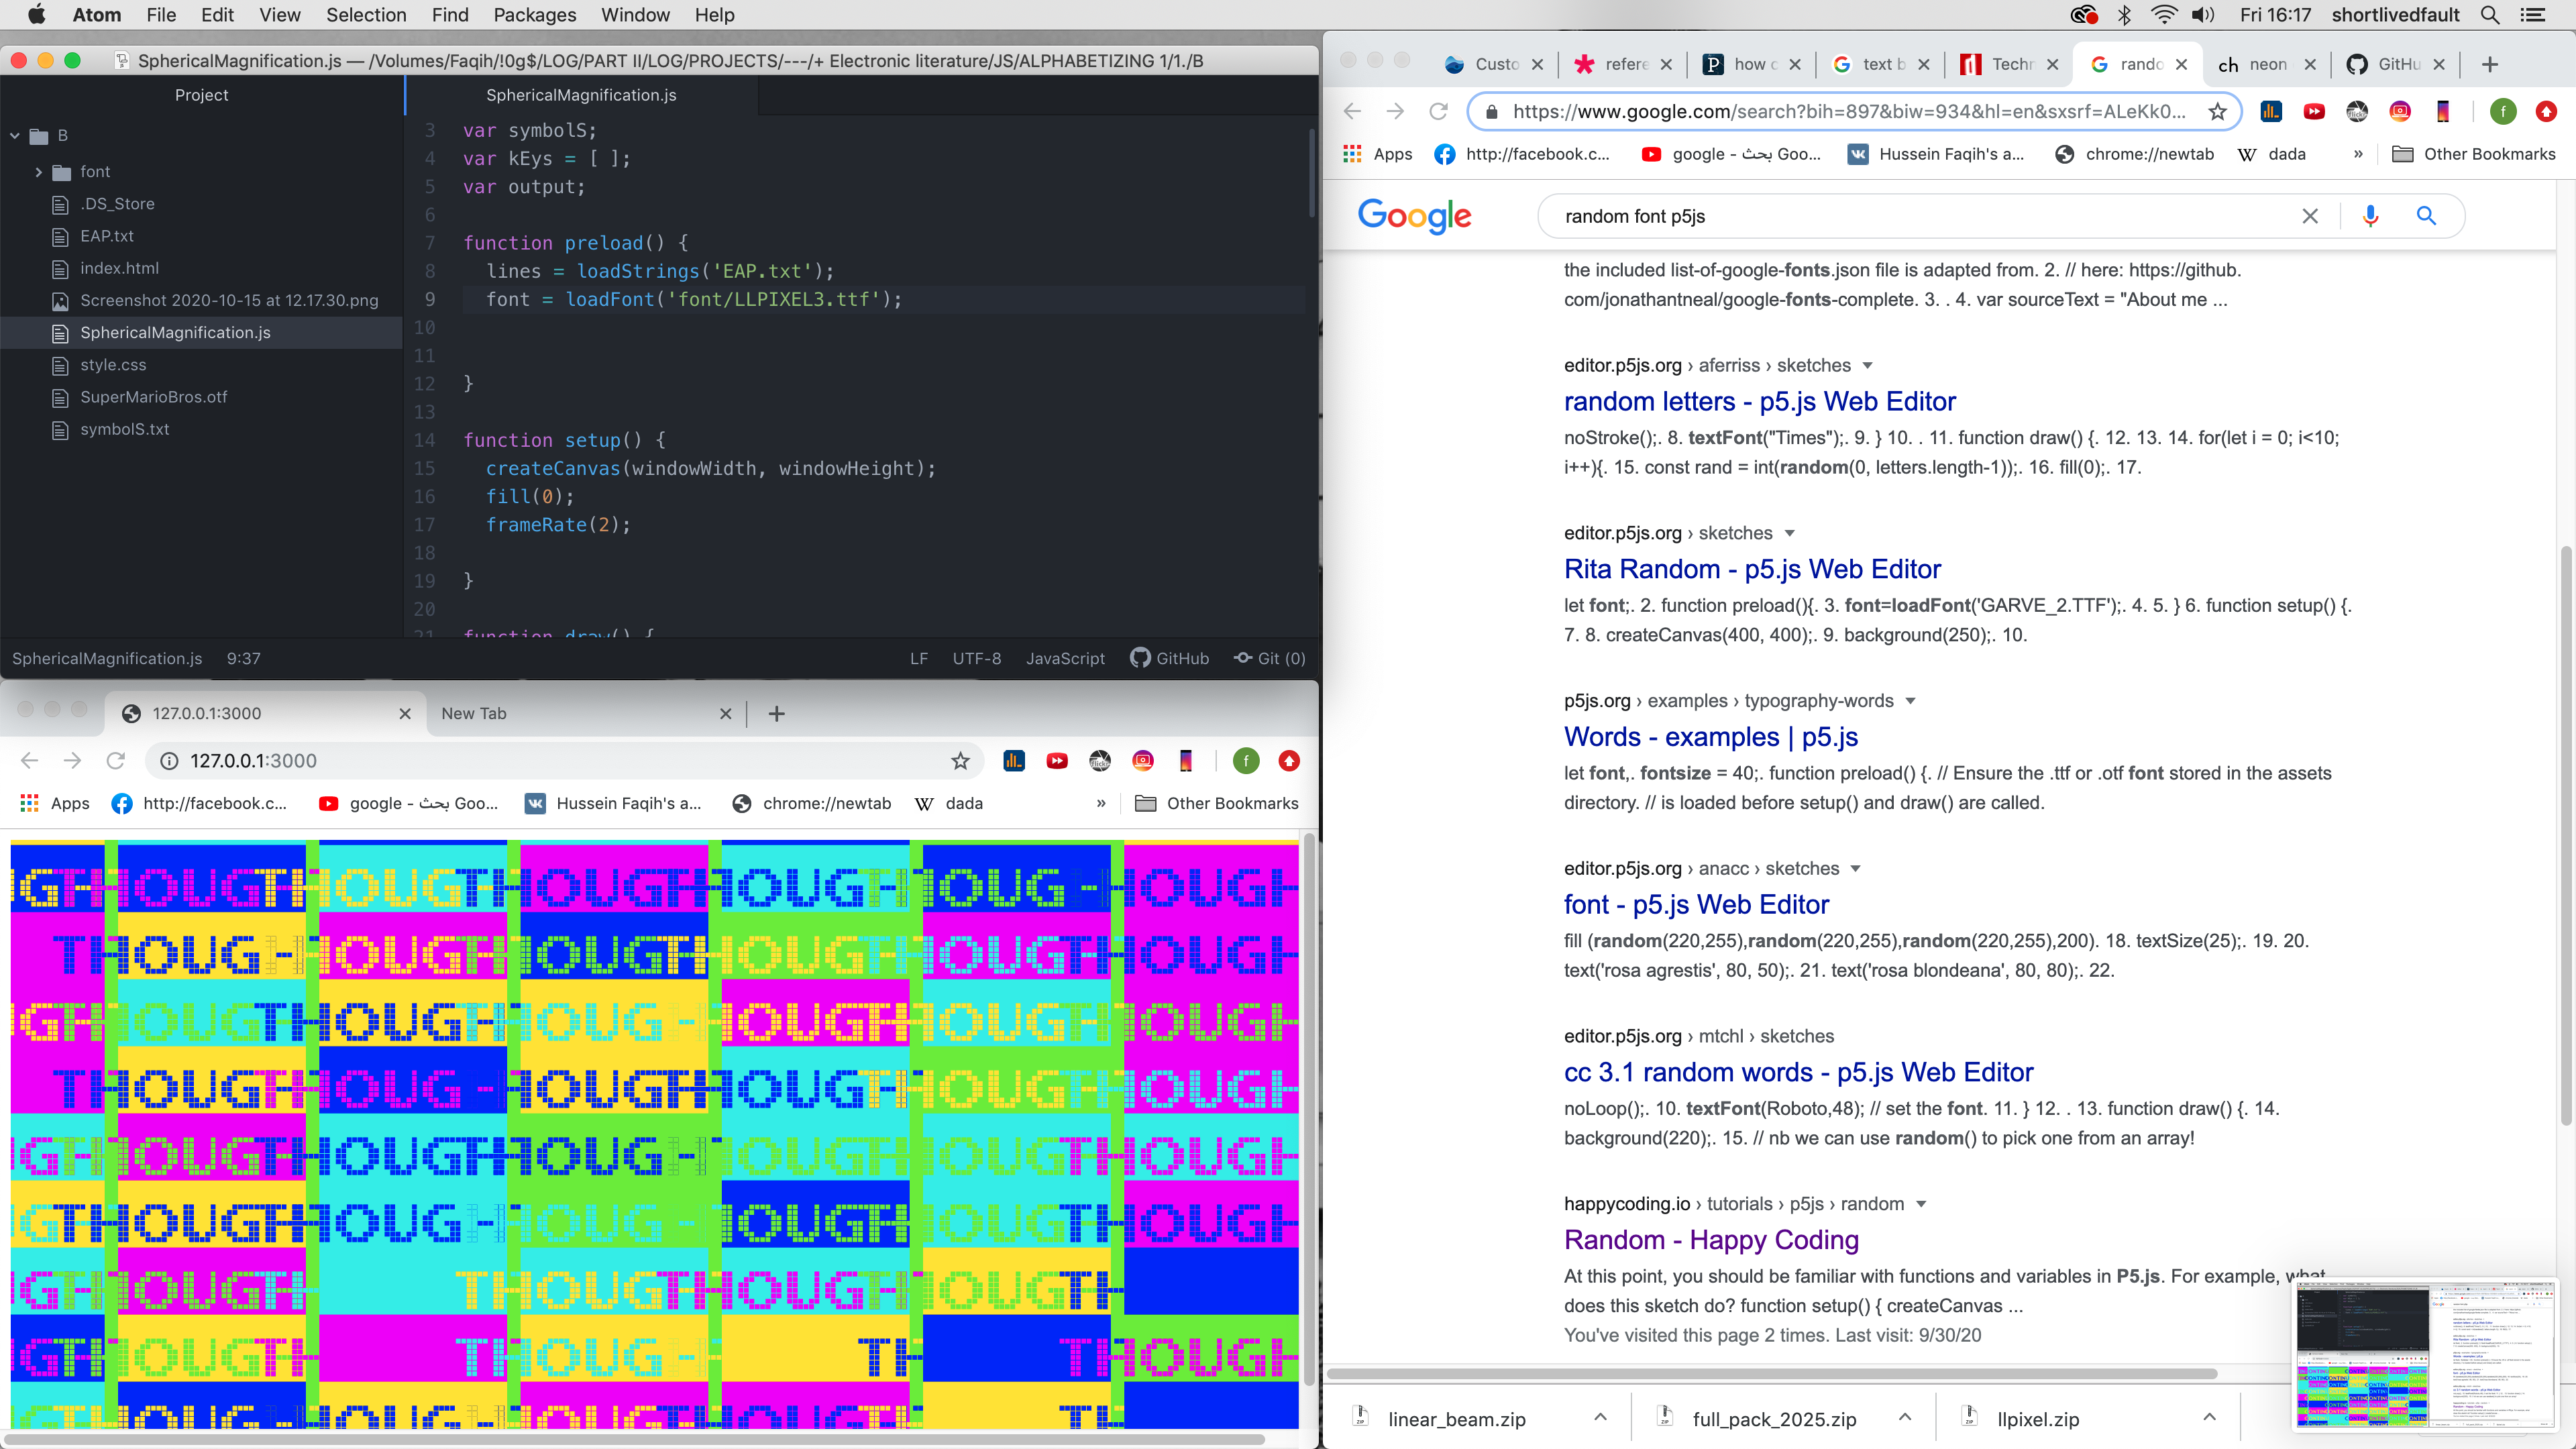 Atom File Edit View Selection Find Packages Window Help
Fri 16:17 shortlivedfault
SphericalMagnification.js — /Volumes/Faqih/!0g$/LOG/PART II/LOG/PROJECTS/---/+ Electronic literature/JS/ALPHABETIZING 1/1./B
Project
B
font
.DS_Store
EAP.txt
index.html
Screenshot 2020-10-15 at 12.17.30.png
SphericalMagnification.js
style.css
SuperMarioBros.otf
symbolS.txt
SphericalMagnification.js
3 var symbolS;
4 var kEys = [ ];
5 var output;
6
7 function preload() {
8 lines = loadStrings('EAP.txt');
9 font = loadFont('font/LLPIXEL3.ttf');
10
11
12 }
13
14 function setup() {
15 createCanvas(windowWidth, windowHeight);
16 fill(0);
17 frameRate(2);
18
19 }
20
21 function draw() {
SphericalMagnification.js 9:37
LF UTF-8 JavaScript GitHub Git (0)
127.0.0.1:3000
New Tab
127.0.0.1:3000
Apps http://facebook.c... google - بحث Goo... Hussein Faqih's a... chrome://newtab dada » Other Bookmarks
THOUGH
Custo refere how c text b Techr rando neon GitHu
https://www.google.com/search?bih=897&biw=934&hl=en&sxsrf=ALeKk0...
Apps http://facebook.c... google - بحث Goo... Hussein Faqih's a... chrome://newtab dada » Other Bookmarks
Google
random font p5js
the included list-of-google-fonts.json file is adapted from. 2. // here: https://github.
com/jonathantneal/google-fonts-complete. 3. . 4. var sourceText = "About me ...
editor.p5js.org › aferriss › sketches
random letters - p5.js Web Editor
noStroke();. 8. textFont("Times");. 9. } 10. . 11. function draw() {. 12. 13. 14. for(let i = 0; i<10;
i++){. 15. const rand = int(random(0, letters.length-1));. 16. fill(0);. 17.
editor.p5js.org › sketches
Rita Random - p5.js Web Editor
let font;. 2. function preload(){. 3. font=loadFont('GARVE_2.TTF');. 4. 5. } 6. function setup() {.
7. 8. createCanvas(400, 400);. 9. background(250);. 10.
p5js.org › examples › typography-words
Words - examples | p5.js
let font,. fontsize = 40;. function preload() {. // Ensure the .ttf or .otf font stored in the assets
directory. // is loaded before setup() and draw() are called.
editor.p5js.org › anacc › sketches
font - p5.js Web Editor
fill (random(220,255),random(220,255),random(220,255),200). 18. textSize(25);. 19. 20.
text('rosa agrestis', 80, 50);. 21. text('rosa blondeana', 80, 80);. 22.
editor.p5js.org › mtchl › sketches
cc 3.1 random words - p5.js Web Editor
noLoop();. 10. textFont(Roboto,48); // set the font. 11. } 12. . 13. function draw() {. 14.
background(220);. 15. // nb we can use random() to pick one from an array!
happycoding.io › tutorials › p5js › random
Random - Happy Coding
At this point, you should be familiar with functions and variables in P5.js. For example, what
does this sketch do? function setup() { createCanvas ...
You've visited this page 2 times. Last visit: 9/30/20
linear_beam.zip
full_pack_2025.zip
llpixel.zip